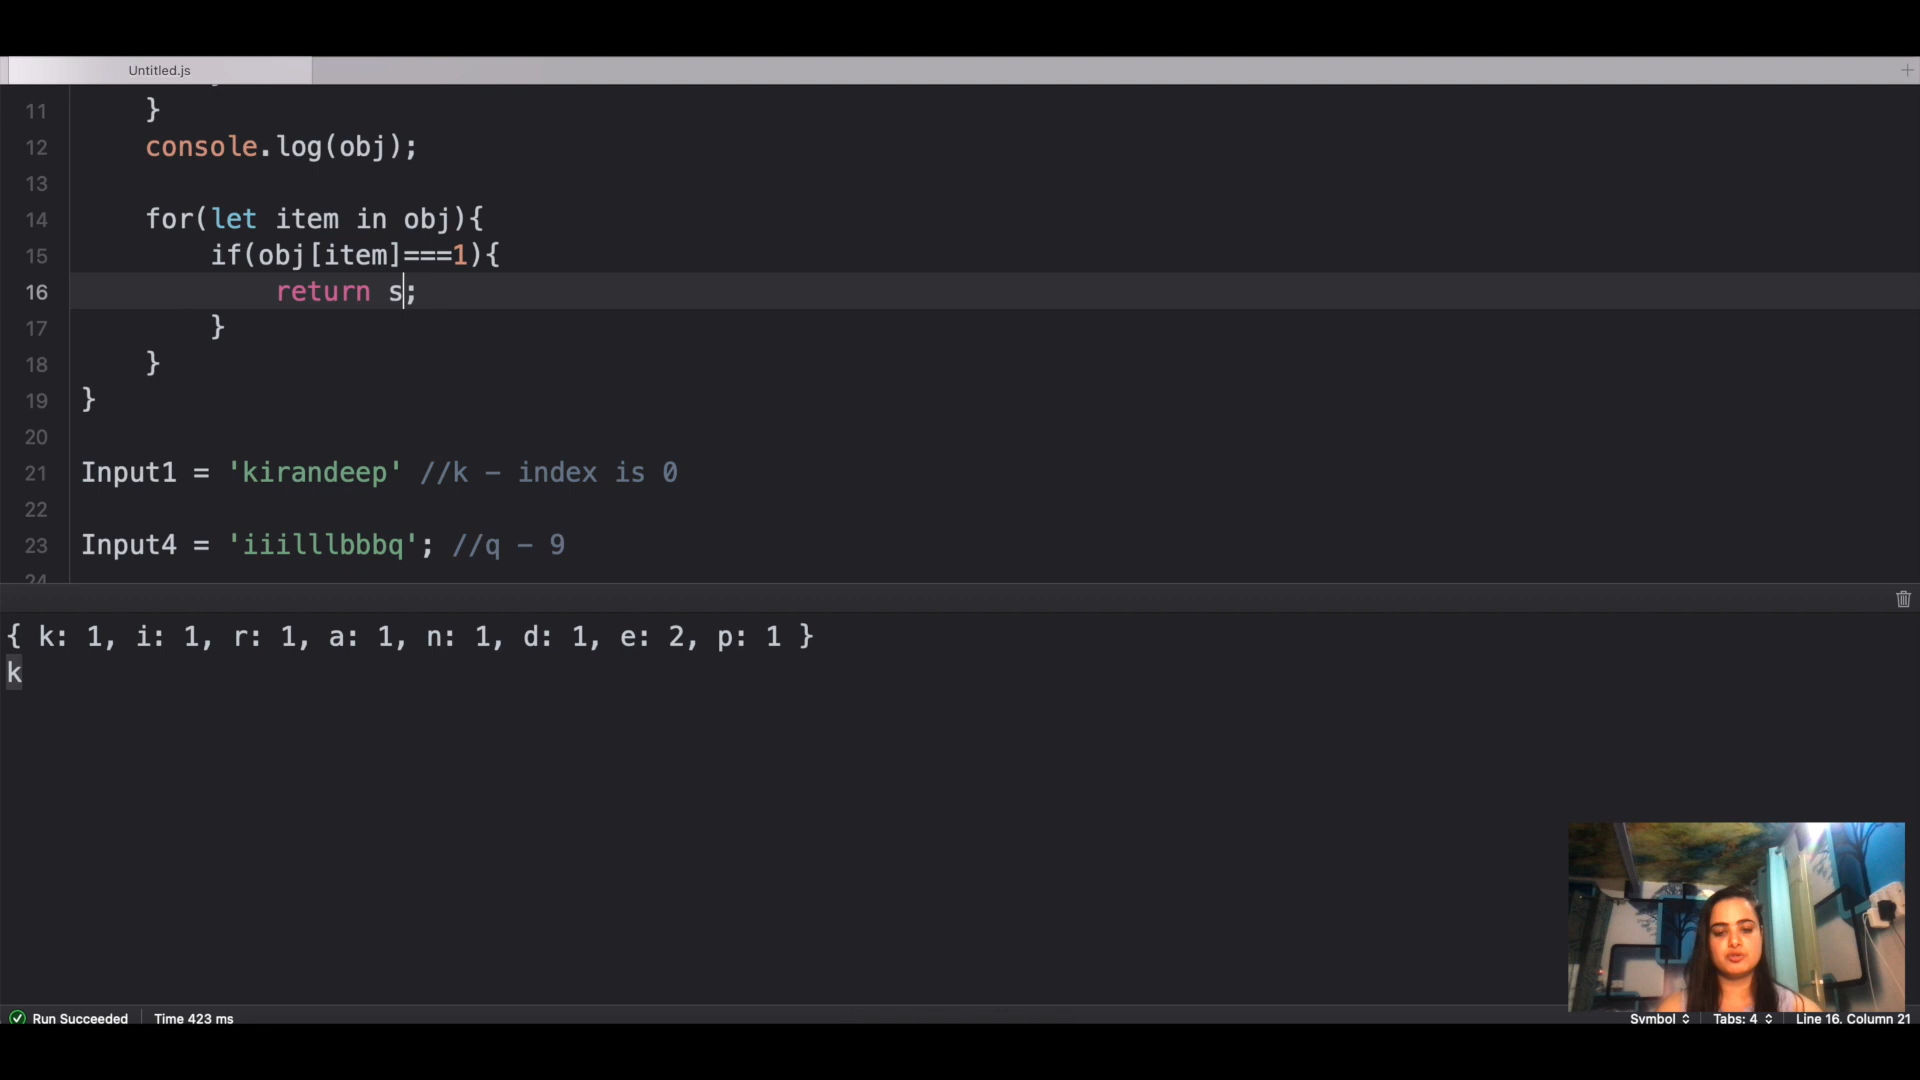 Untitled.js
11 }
12 console.log(obj);
13
14 for(let item in obj){
15 if(obj[item]===1){
16 return s;
17 }
18 }
19 }
20
21 Input1 = 'kirandeep' //k – index is 0
22
23 Input4 = 'iiilllbbbq'; //q – 9
24
{ k: 1, i: 1, r: 1, a: 1, n: 1, d: 1, e: 2, p: 1 }
k
Run Succeeded Time 423 ms Symbol Tabs: 4 Line 16, Column 21